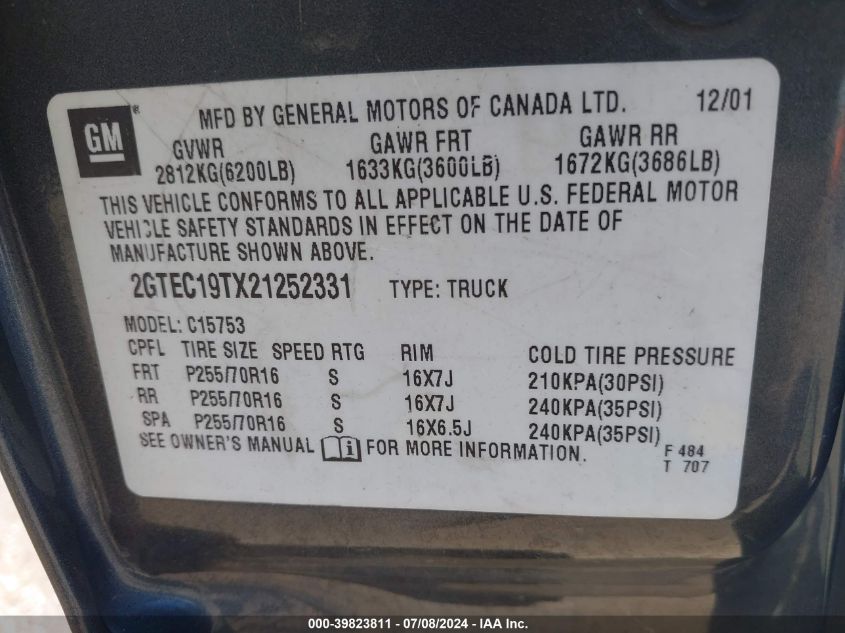 GM
MFD BY GENERAL MOTORS OF CANADA LTD. 12/01
GVWR GAWR FRT GAWR RR
2812KG(6200LB) 1633KG(3600LB) 1672KG(3686LB)
THIS VEHICLE CONFORMS TO ALL APPLICABLE U.S. FEDERAL MOTOR
VEHICLE SAFETY STANDARDS IN EFFECT ON THE DATE OF
MANUFACTURE SHOWN ABOVE.
2GTEC19TX21252331 TYPE: TRUCK
MODEL: C15753
CPFL TIRE SIZE SPEED RTG RIM COLD TIRE PRESSURE
FRT P255/70R16 S 16X7J 210KPA(30PSI)
RR P255/70R16 S 16X7J 240KPA(35PSI)
SPA P255/70R16 S 16X6.5J 240KPA(35PSI)
SEE OWNER'S MANUAL i FOR MORE INFORMATION.
F 484
T 707
000-39823811 - 07/08/2024 - IAA Inc.